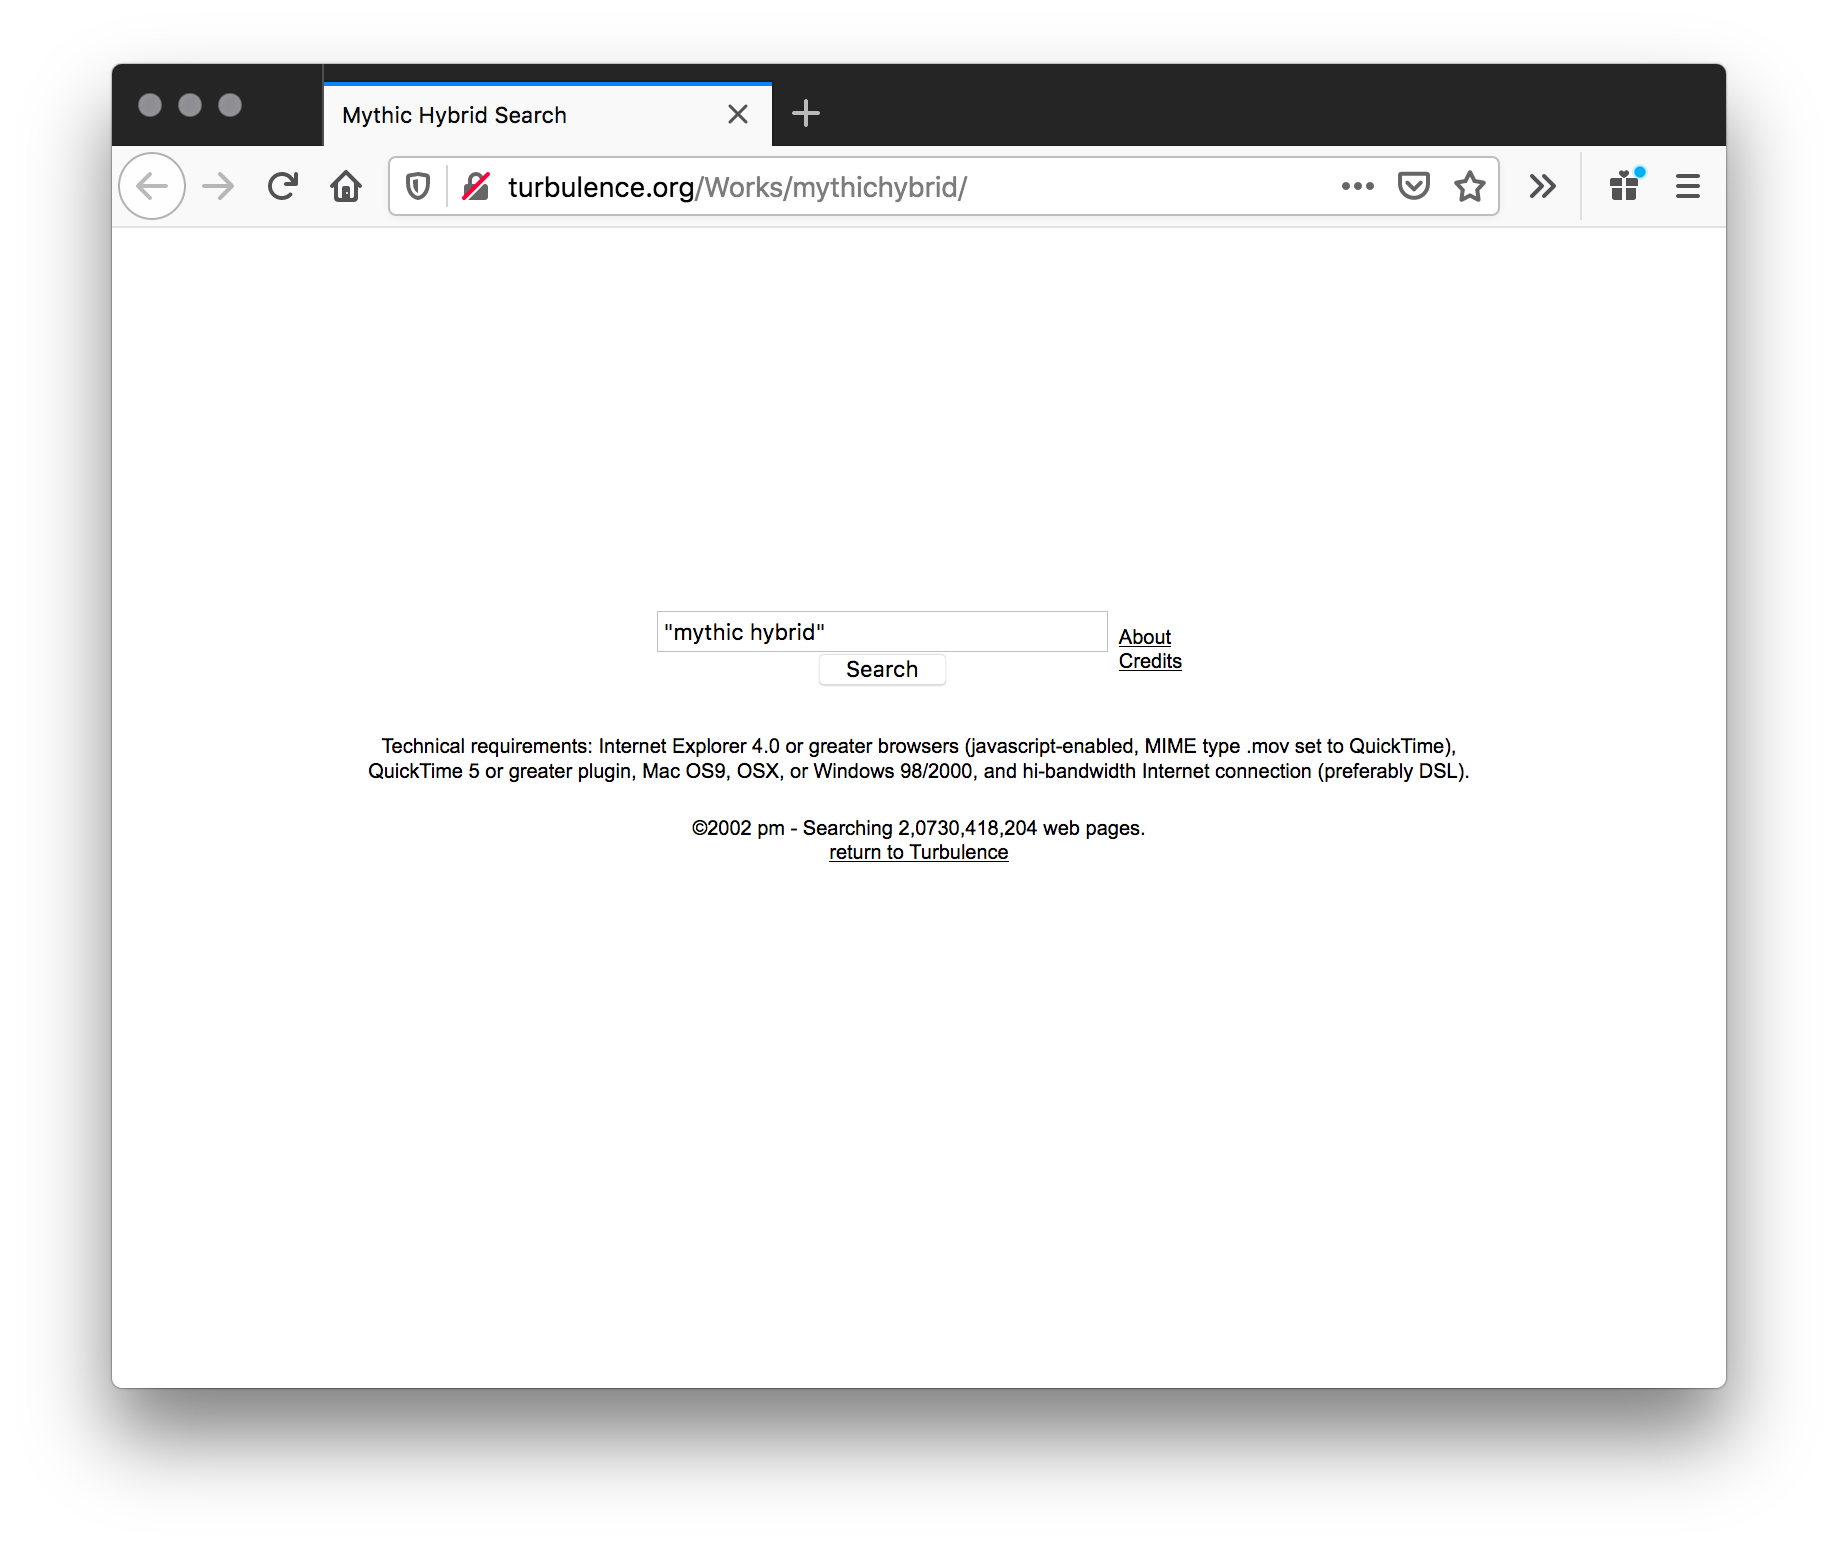 Mythic Hybrid Search
turbulence.org/Works/mythichybrid/
"mythic hybrid"
Search
About
Credits
Technical requirements: Internet Explorer 4.0 or greater browsers (javascript-enabled, MIME type .mov set to QuickTime),
QuickTime 5 or greater plugin, Mac OS9, OSX, or Windows 98/2000, and hi-bandwidth Internet connection (preferably DSL).
©2002 pm - Searching 2,0730,418,204 web pages.
return to Turbulence